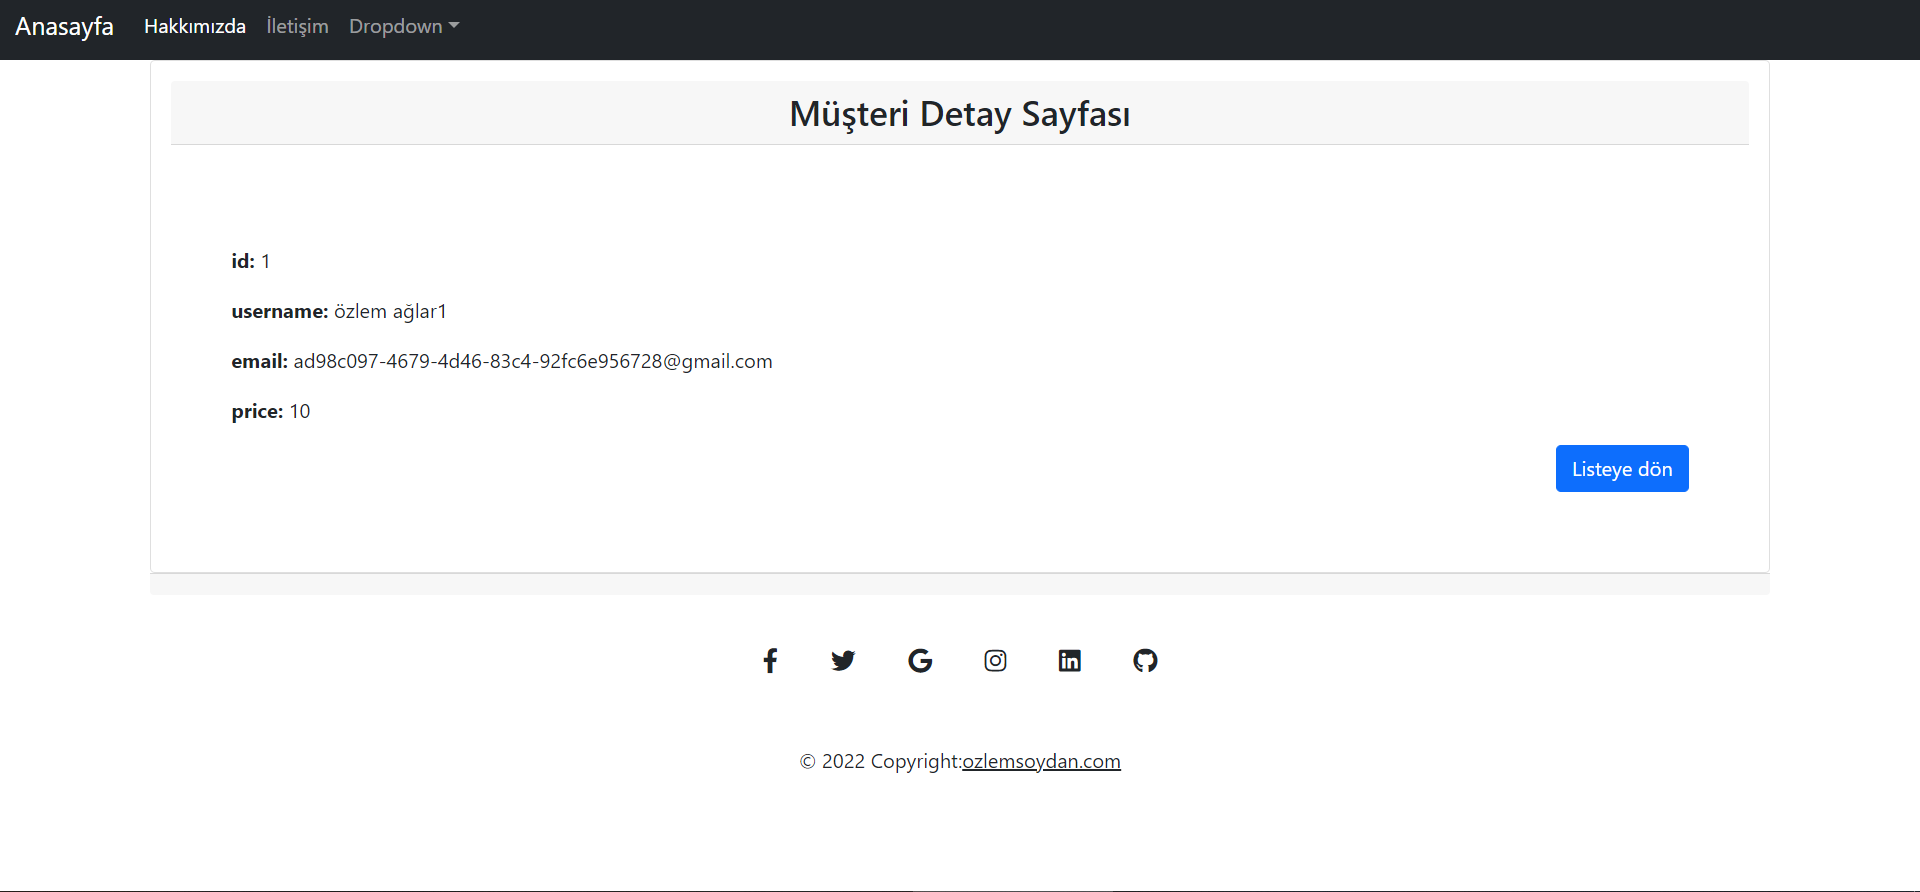 Anasayfa Hakkımızda İletişim Dropdown
Müşteri Detay Sayfası
id: 1
username: özlem ağlar1
email: ad98c097-4679-4d46-83c4-92fc6e956728@gmail.com
price: 10
Listeye dön
© 2022 Copyright:ozlemsoydan.com